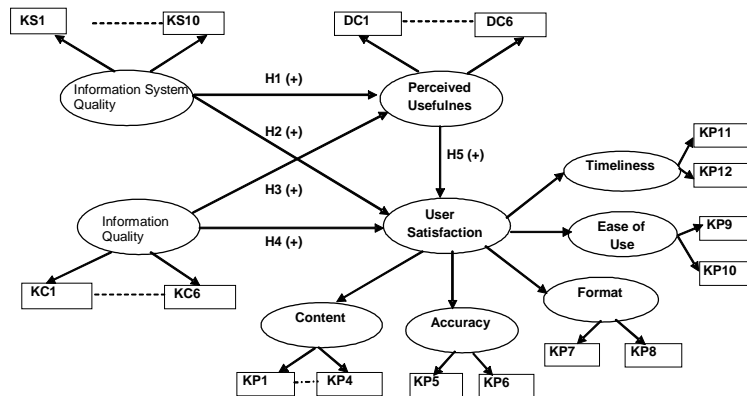 KS1
KS10
DC1
DC6
Information System
Quality
H1 (+)
Perceived
Usefulnes
H2 (+)
H5 (+)
KP11
Timeliness
KP12
H3 (+)
Information
Quality
User
Satisfaction
H4 (+)
Ease of
Use
KP9
KP10
KC1
KC6
Content
Accuracy
Format
KP7
KP8
KP1
KP4
KP5
KP6